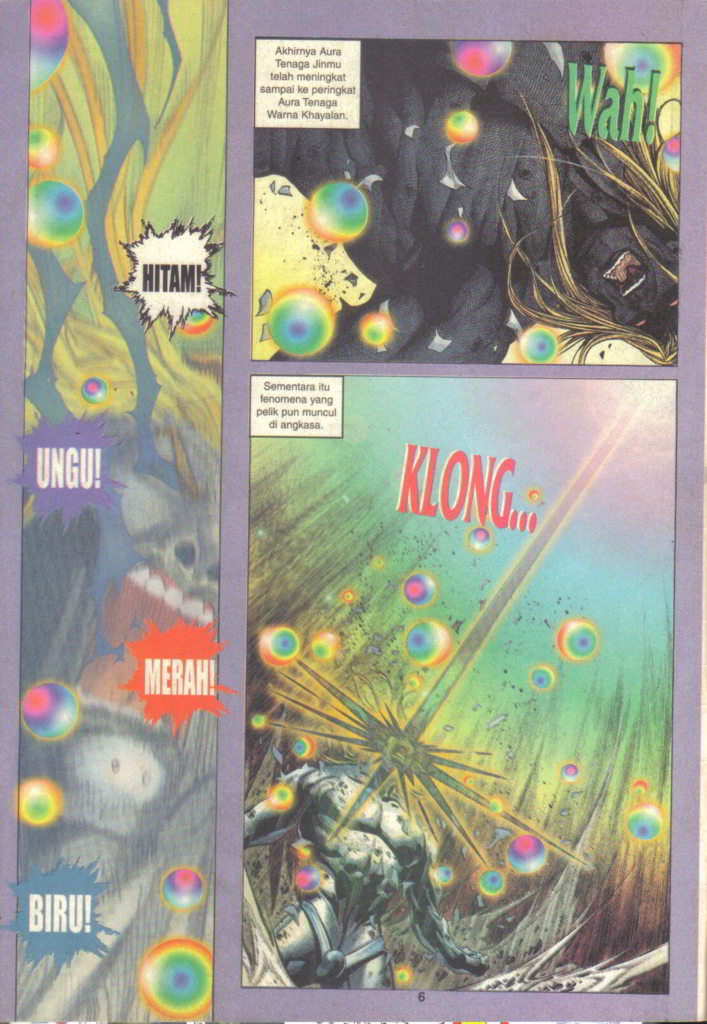 HITAM!
UNGU!
MERAH!
BIRU!
Akhirnya Aura
Tenaga Jinmu
telah meningkat
sampai ke peringkat
Aura Tenaga
Warna Khayalan.
Wah!
Sementara itu
fenomena yang
pelik pun muncul
di angkasa.
KLONG...
6